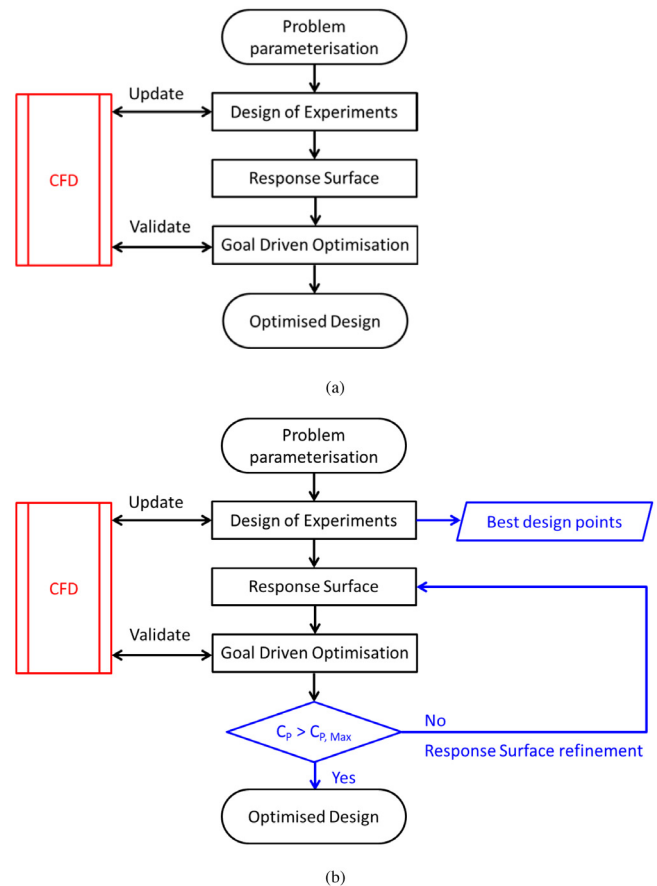 Problem
parameterisation
Update
Design of Experiments
CFD
Response Surface
Validate
Goal Driven Optimisation
Optimised Design
(a)
Problem
parameterisation
Update
Design of Experiments
Best design points
CFD
Response Surface
Validate
Goal Driven Optimisation
No
C_P > C_P, Max
Response Surface refinement
Yes
Optimised Design
(b)